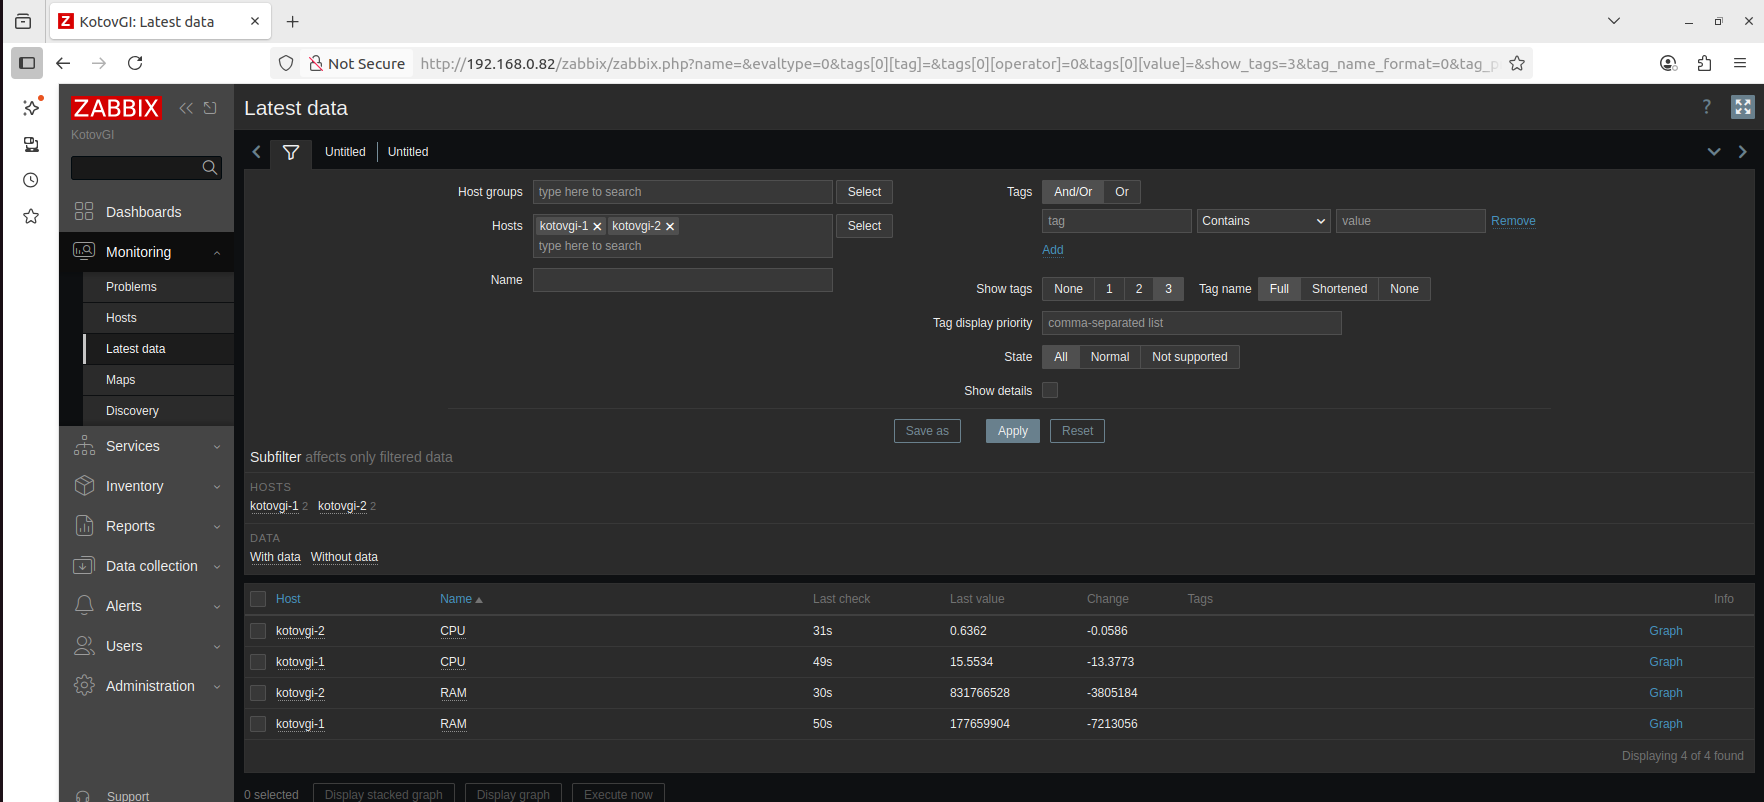 KotovGI: Latest data
Not Secure
http://192.168.0.82/zabbix/zabbix.php?name=&evaltype=0&tags[0][tag]=&tags[0][operator]=0&tags[0][value]=&show_tags=3&tag_name_format=0&tag_p
ZABBIX
KotovGI
Dashboards
Monitoring
Problems
Hosts
Latest data
Maps
Discovery
Services
Inventory
Reports
Data collection
Alerts
Users
Administration
Support
Latest data
?
Untitled Untitled
Host groups type here to search Select
Hosts kotovgi-1 kotovgi-2 Select
type here to search
Name
Tags And/Or Or
tag Contains value Remove
Add
Show tags None 1 2 3 Tag name Full Shortened None
Tag display priority comma-separated list
State All Normal Not supported
Show details
Save as Apply Reset
Subfilter affects only filtered data
HOSTS
kotovgi-1 2 kotovgi-2 2
DATA
With data Without data
Host Name Last check Last value Change Tags Info
kotovgi-2 CPU 31s 0.6362 -0.0586 Graph
kotovgi-1 CPU 49s 15.5534 -13.3773 Graph
kotovgi-2 RAM 30s 831766528 -3805184 Graph
kotovgi-1 RAM 50s 177659904 -7213056 Graph
Displaying 4 of 4 found
0 selected Display stacked graph Display graph Execute now